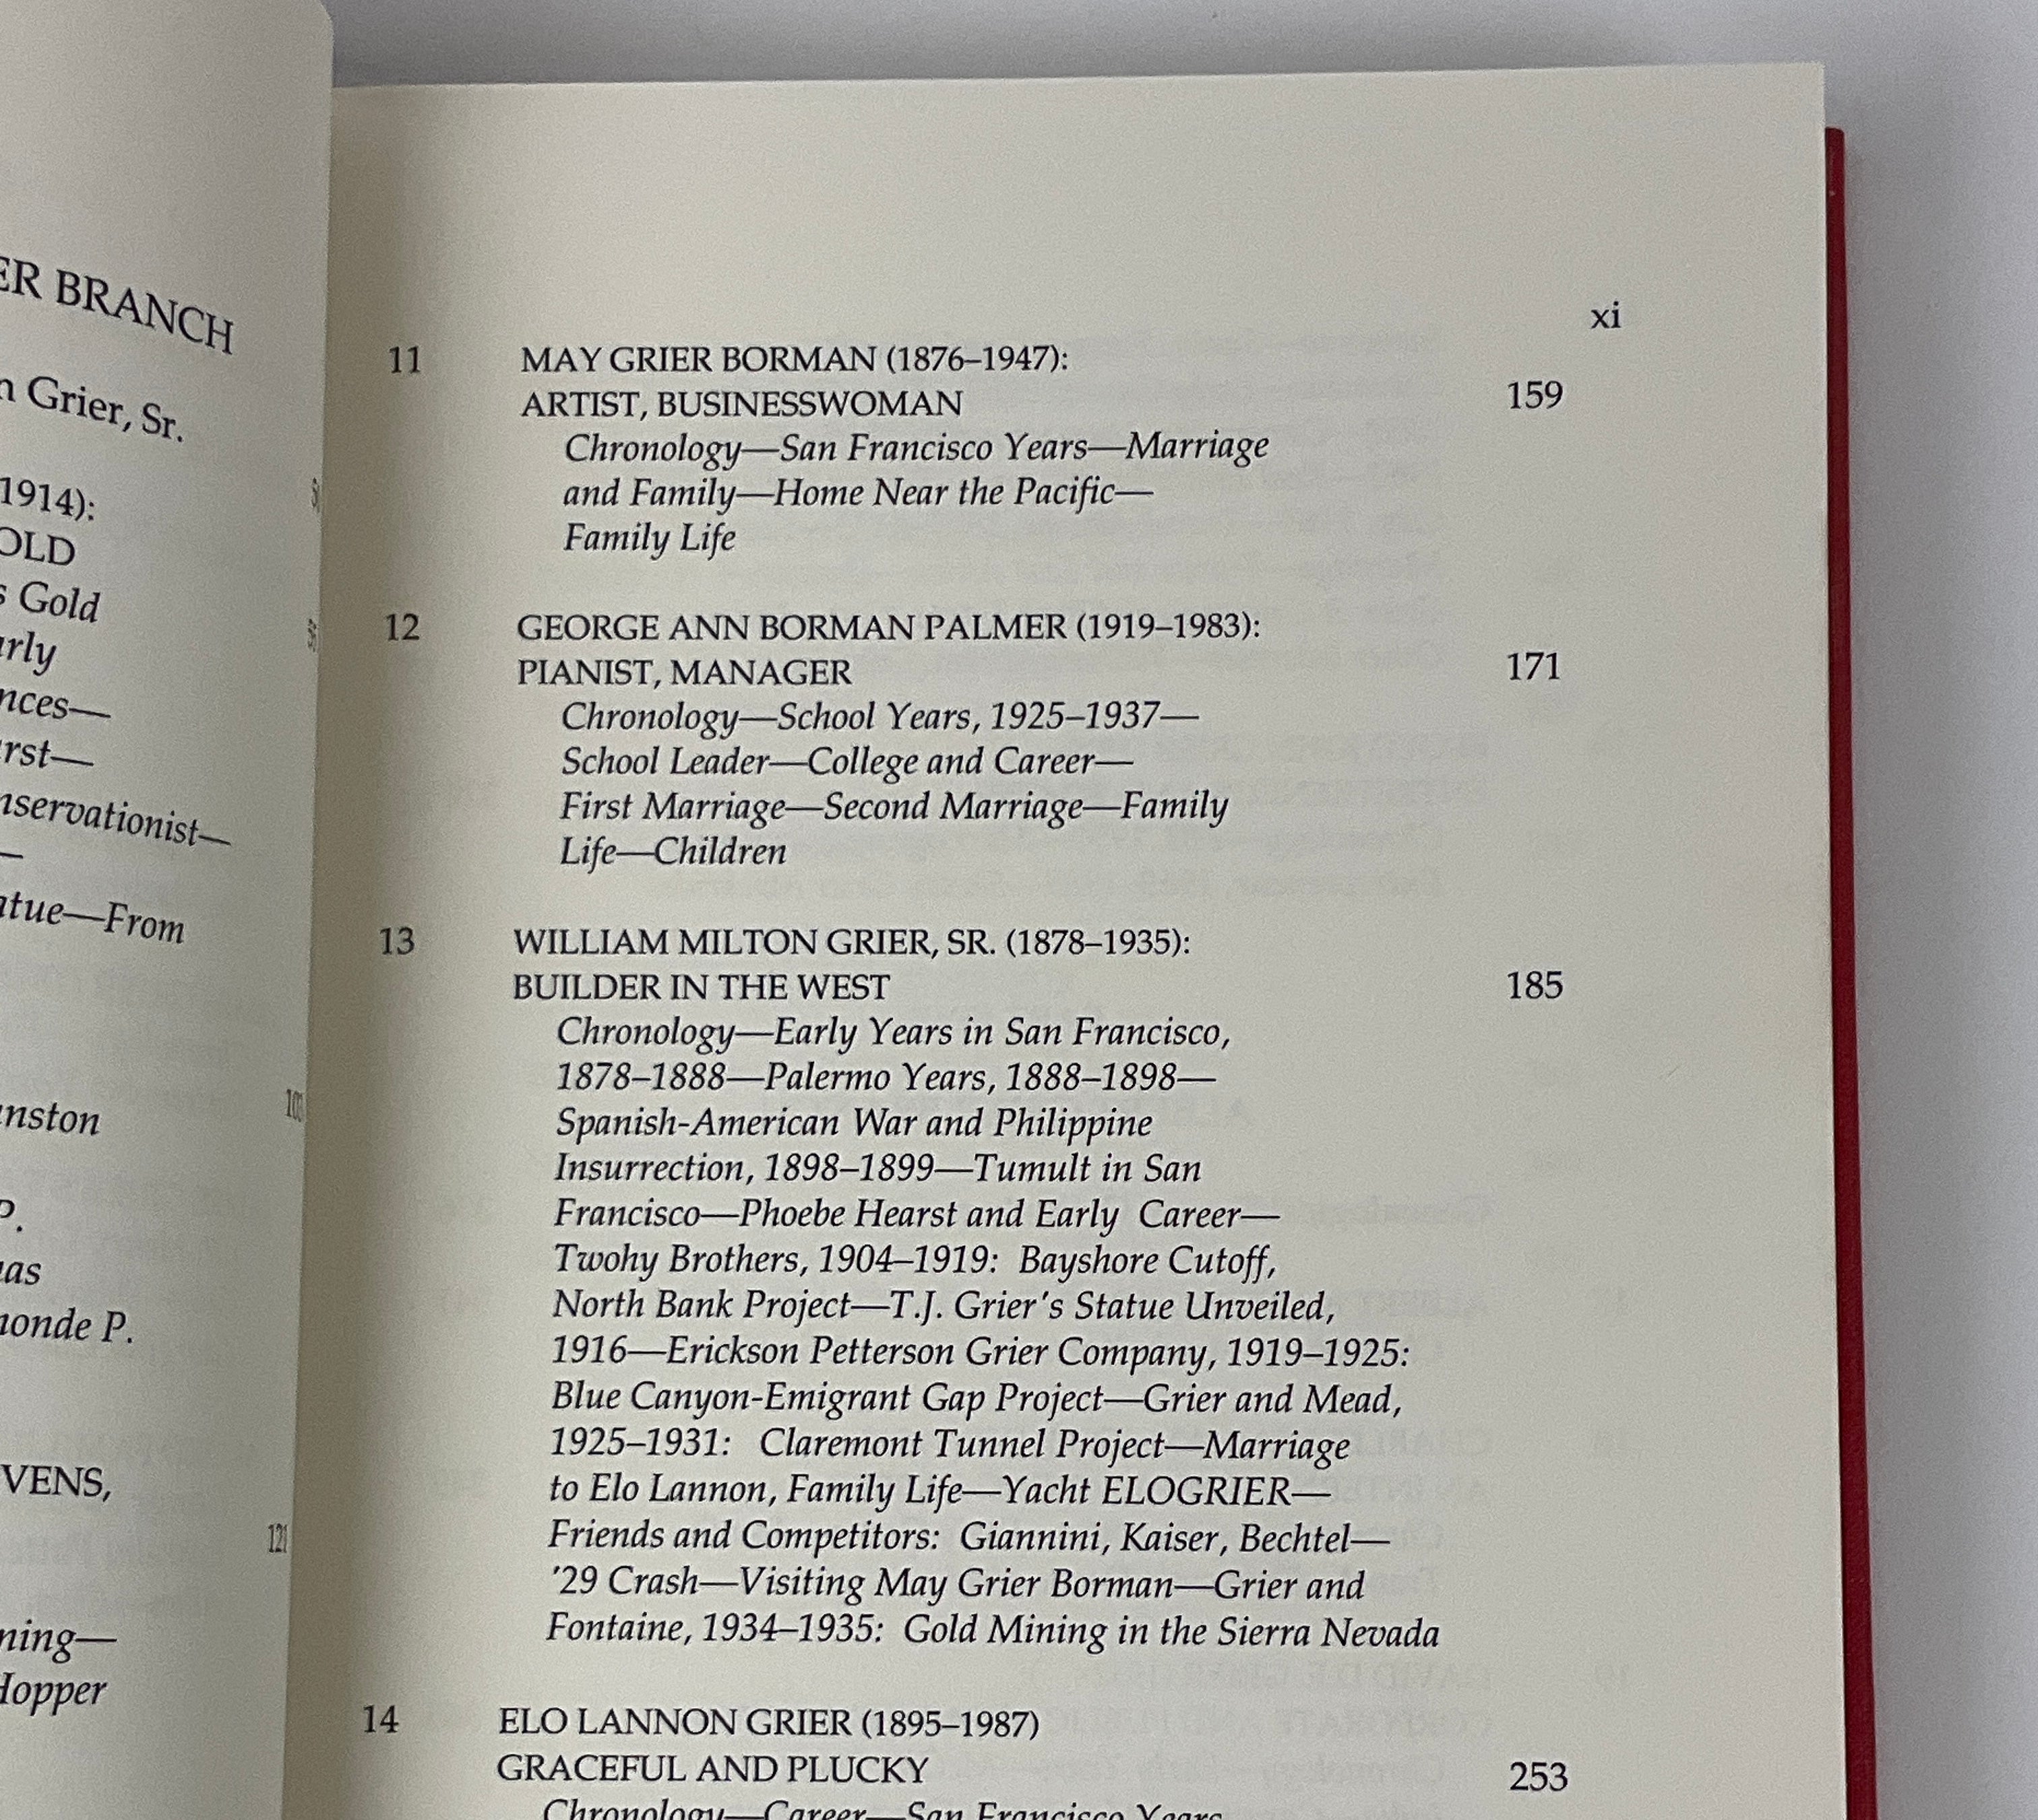 ER BRANCH
n Grier, Sr.
1914):
OLD
s Gold
arly
nces—
rst—
nservationist—
—
atue—From
nston
P.
as
onde P.
VENS,
121
ning—
Hopper
xi
11 MAY GRIER BORMAN (1876–1947):
ARTIST, BUSINESSWOMAN 159
Chronology—San Francisco Years—Marriage
and Family—Home Near the Pacific—
Family Life
12 GEORGE ANN BORMAN PALMER (1919–1983):
PIANIST, MANAGER 171
Chronology—School Years, 1925–1937—
School Leader—College and Career—
First Marriage—Second Marriage—Family
Life—Children
13 WILLIAM MILTON GRIER, SR. (1878–1935):
BUILDER IN THE WEST 185
Chronology—Early Years in San Francisco,
1878–1888—Palermo Years, 1888–1898—
Spanish-American War and Philippine
Insurrection, 1898–1899—Tumult in San
Francisco—Phoebe Hearst and Early Career—
Twohy Brothers, 1904–1919: Bayshore Cutoff,
North Bank Project—T.J. Grier's Statue Unveiled,
1916—Erickson Petterson Grier Company, 1919–1925:
Blue Canyon-Emigrant Gap Project—Grier and Mead,
1925–1931: Claremont Tunnel Project—Marriage
to Elo Lannon, Family Life—Yacht ELOGRIER—
Friends and Competitors: Giannini, Kaiser, Bechtel—
'29 Crash—Visiting May Grier Borman—Grier and
Fontaine, 1934–1935: Gold Mining in the Sierra Nevada
14 ELO LANNON GRIER (1895–1987)
GRACEFUL AND PLUCKY 253
Chronology—Career—San Francisco Years